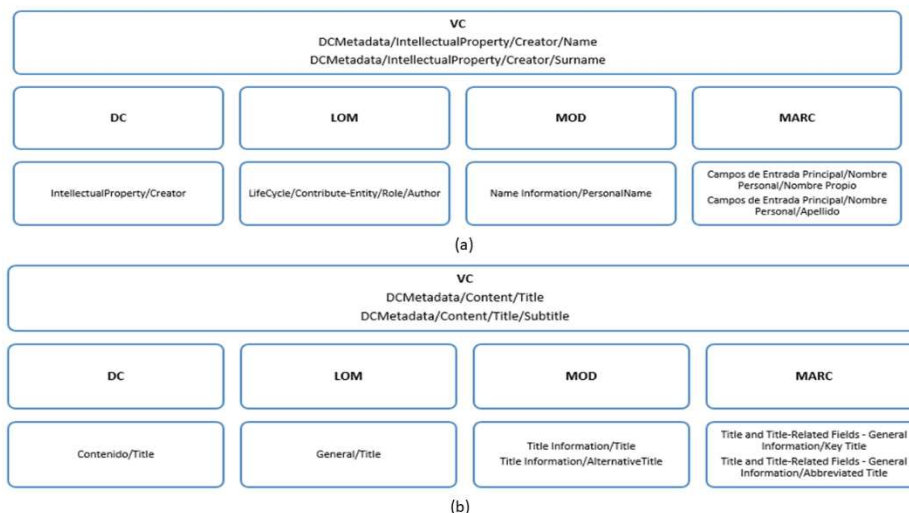 VC
DCMetadata/IntellectualProperty/Creator/Name
DCMetadata/IntellectualProperty/Creator/Surname
DC
LOM
MOD
MARC
IntellectualProperty/Creator
LifeCycle/Contribute-Entity/Role/Author
Name Information/PersonalName
Campos de Entrada Principal/Nombre
Personal/Nombre Propio
Campos de Entrada Principal/Nombre
Personal/Apellido
(a)
VC
DCMetadata/Content/Title
DCMetadata/Content/Title/Subtitle
DC
LOM
MOD
MARC
Contenido/Title
General/Title
Title Information/Title
Title Information/AlternativeTitle
Title and Title-Related Fields - General
Information/Key Title
Title and Title-Related Fields - General
Information/Abbreviated Title
(b)